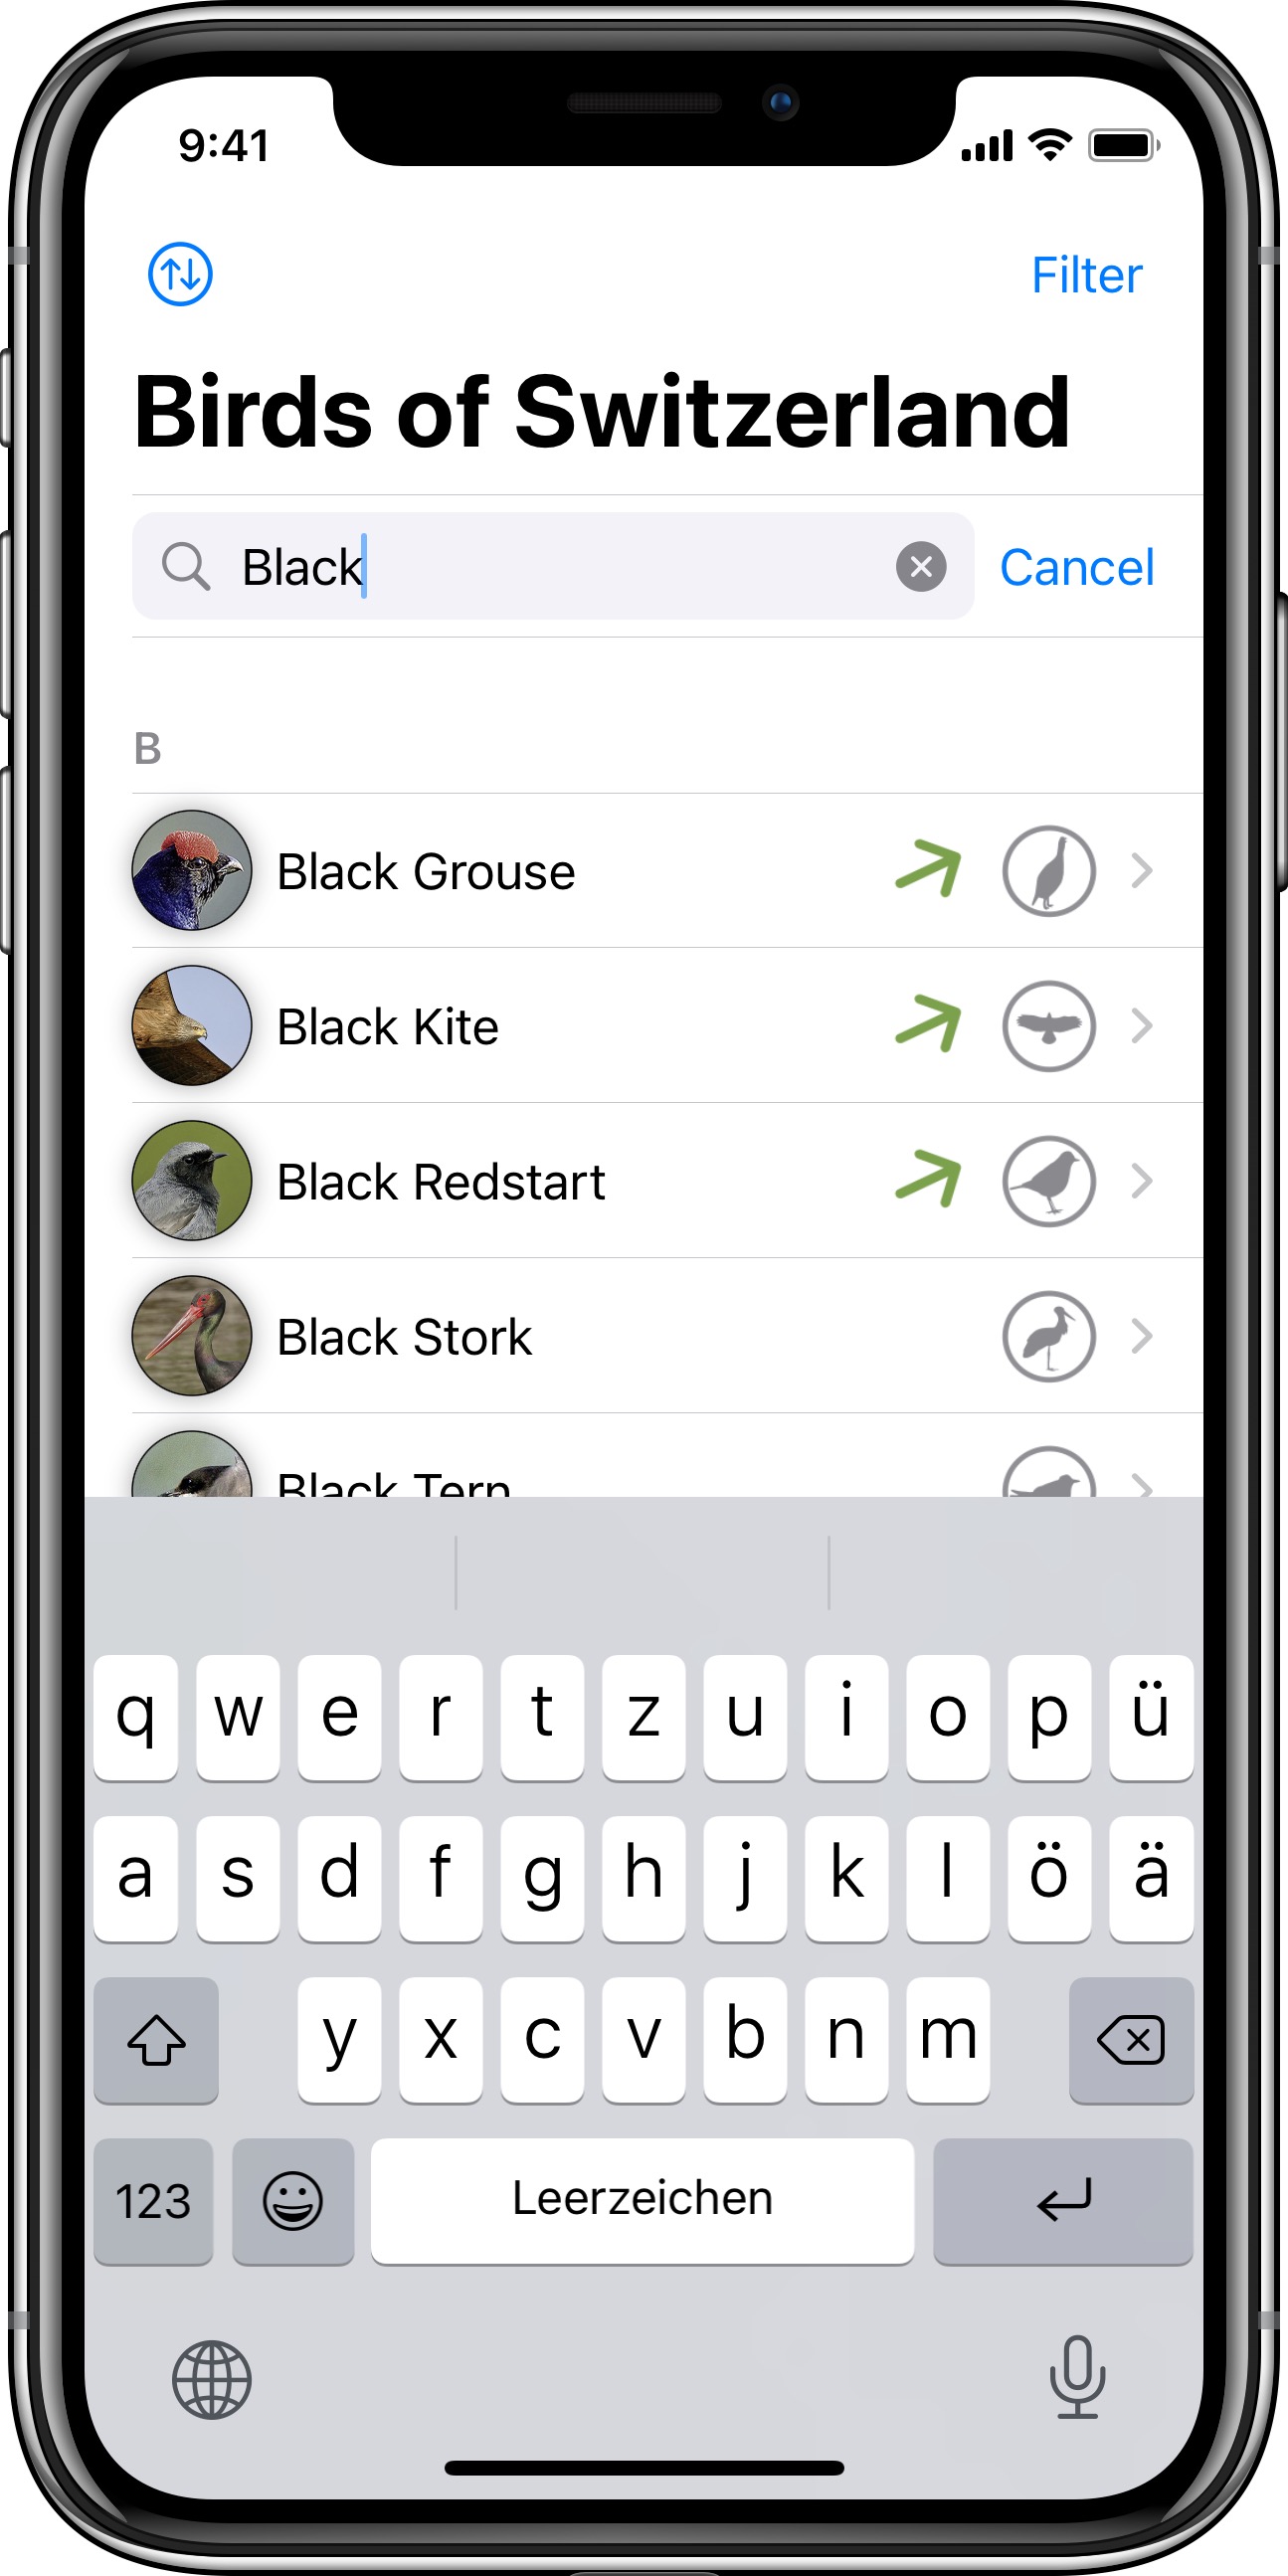 9:41
Filter
Birds of Switzerland
Black
Cancel
B
Black Grouse
Black Kite
Black Redstart
Black Stork
Black Tern
q w e r t z u i o p ü
a s d f g h j k l ö ä
y x c v b n m
123
Leerzeichen